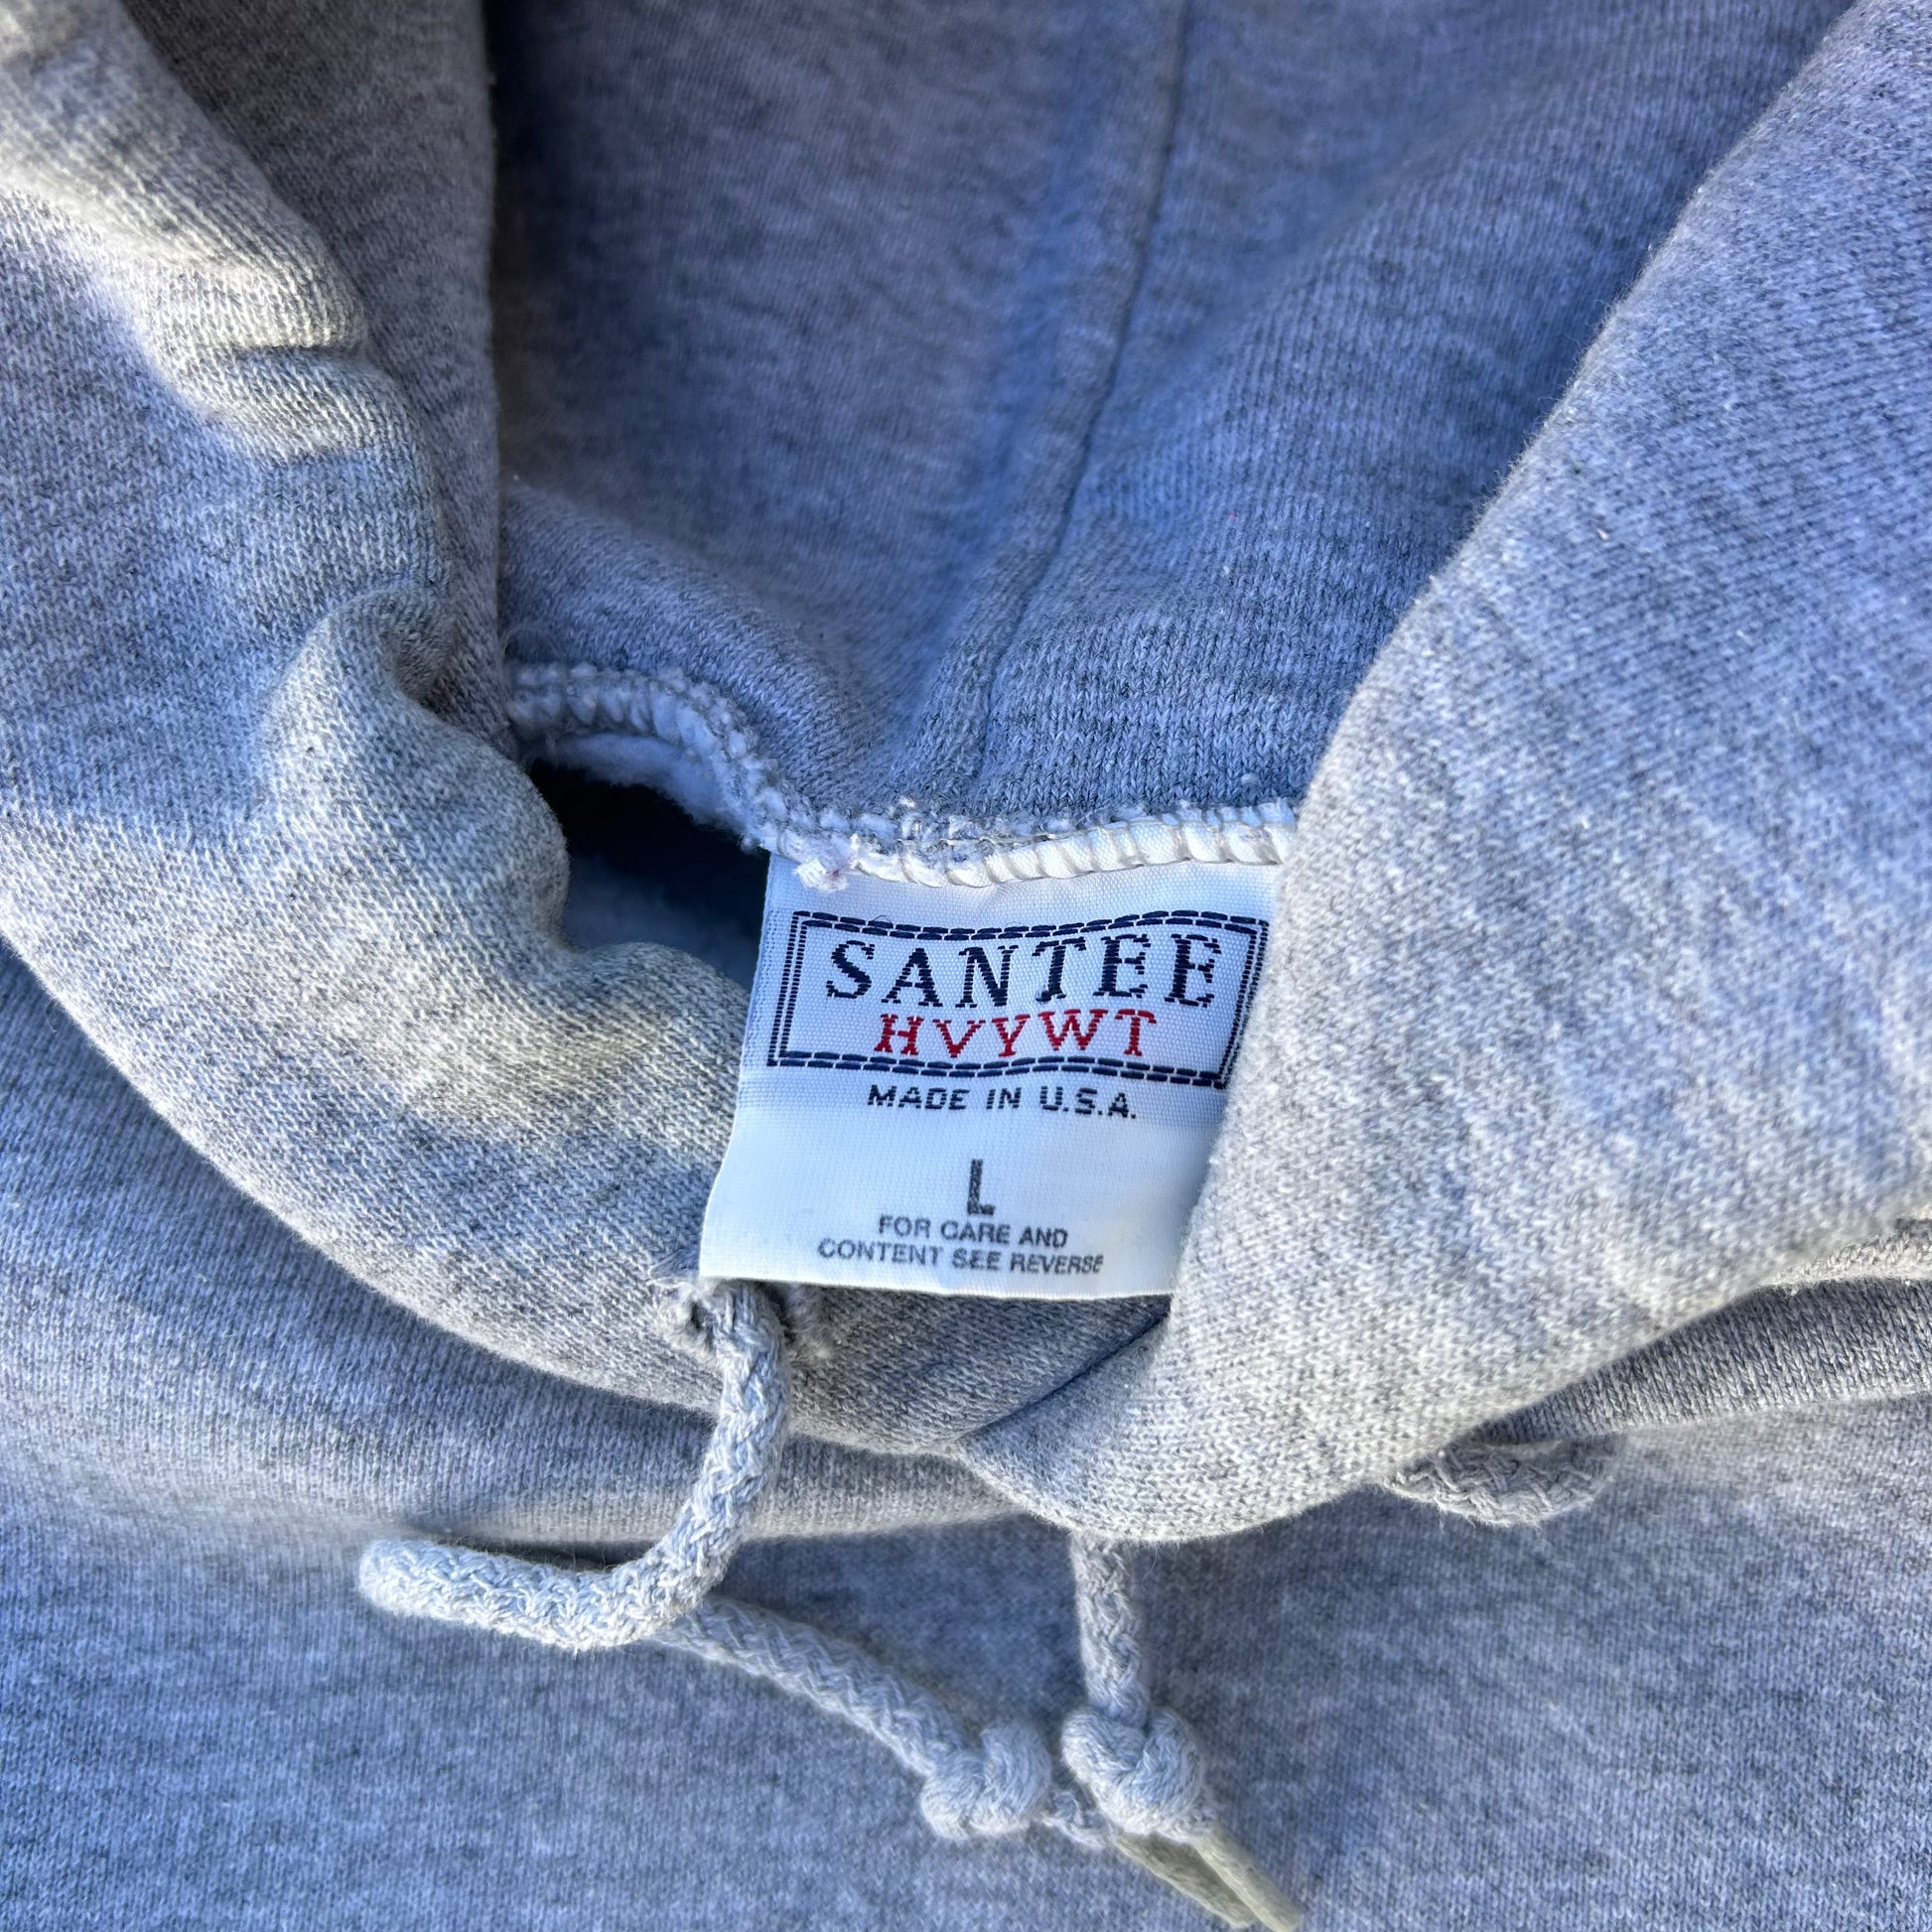 SANTEE
HVYWT
MADE IN U.S.A.
L
FOR CARE AND
CONTENT SEE REVERSE